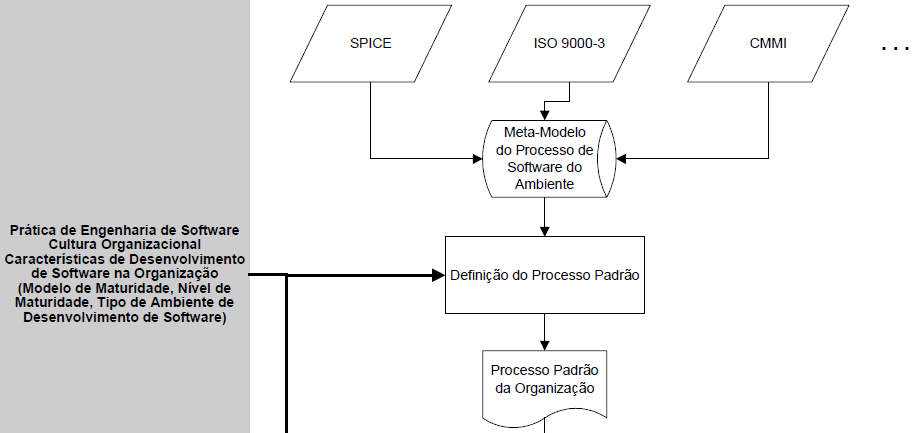 SPICE
ISO 9000-3
CMMI
. . .
Meta-Modelo
do Processo de
Software do
Ambiente
Prática de Engenharia de Software
Cultura Organizacional
Características de Desenvolvimento
de Software na Organização
(Modelo de Maturidade, Nível de
Maturidade, Tipo de Ambiente de
Desenvolvimento de Software)
Definição do Processo Padrão
Processo Padrão
da Organização